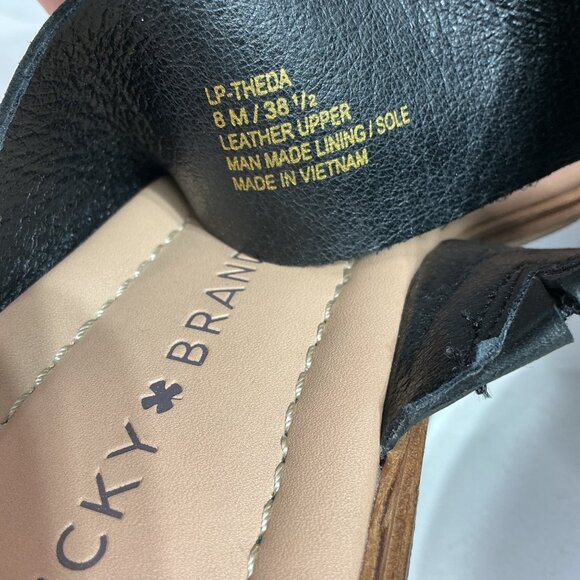 LP-THEDA
8 M / 38 1/2
LEATHER UPPER
MAN MADE LINING / SOLE
MADE IN VIETNAM
CKY BRAND